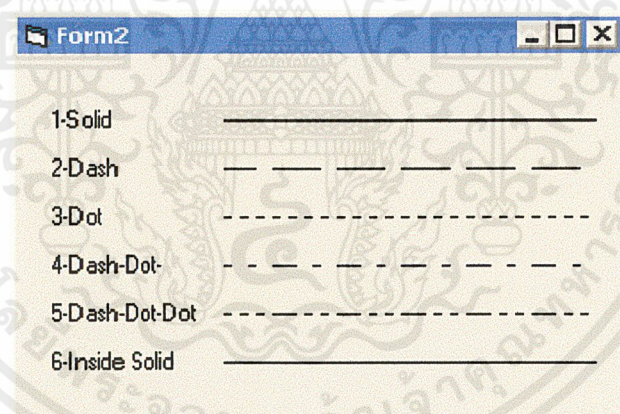 Form2
1-Solid
2-Dash
3-Dot
4-Dash-Dot-
5-Dash-Dot-Dot
6-Inside Solid